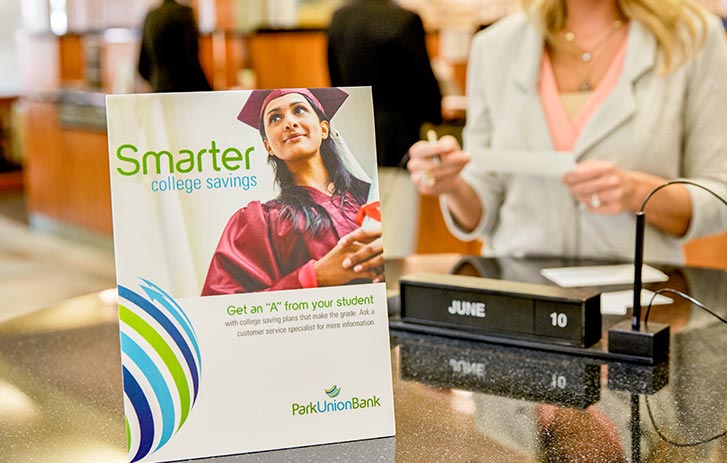 Smarter
college savings
Get an "A" from your student
with college saving plans that make the grade. Ask a
customer service specialist for more information.
ParkUnionBank
JUNE 10